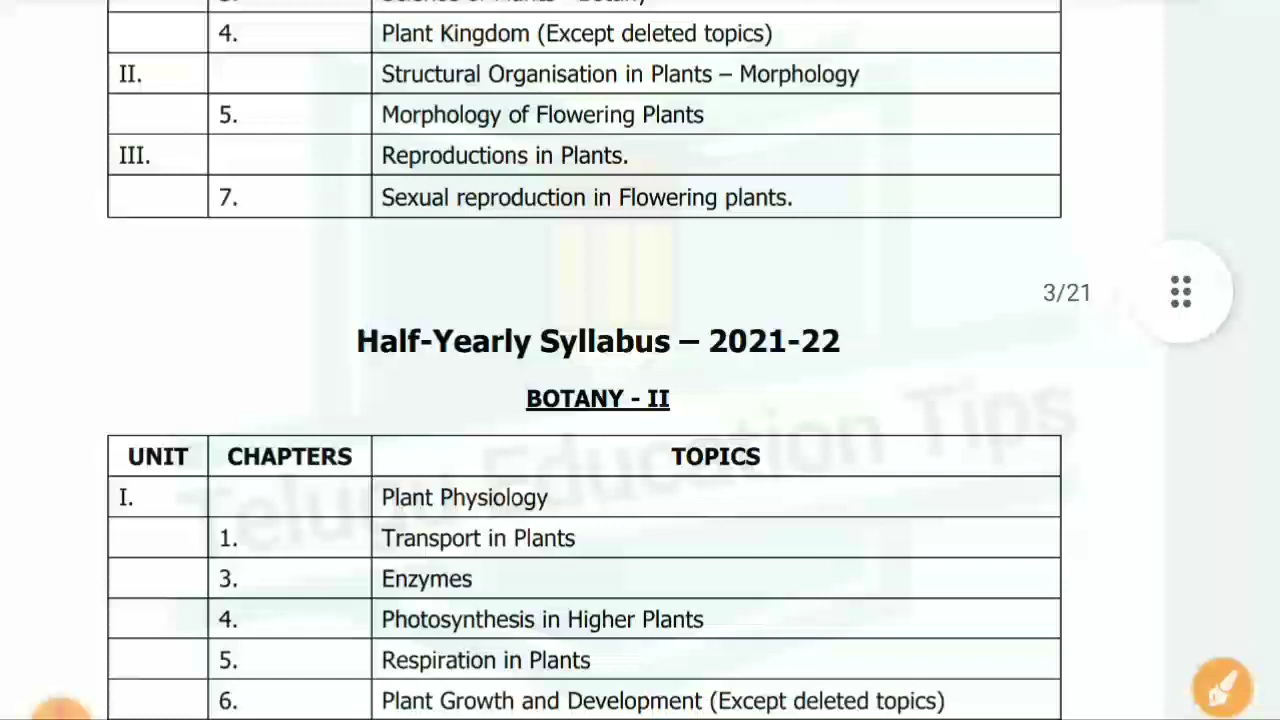 4. Plant Kingdom (Except deleted topics)
II. Structural Organisation in Plants – Morphology
5. Morphology of Flowering Plants
III. Reproductions in Plants.
7. Sexual reproduction in Flowering plants.
3/21
Half-Yearly Syllabus – 2021-22
BOTANY - II
UNIT CHAPTERS TOPICS
I. Plant Physiology
1. Transport in Plants
3. Enzymes
4. Photosynthesis in Higher Plants
5. Respiration in Plants
6. Plant Growth and Development (Except deleted topics)
Telugu Education Tips